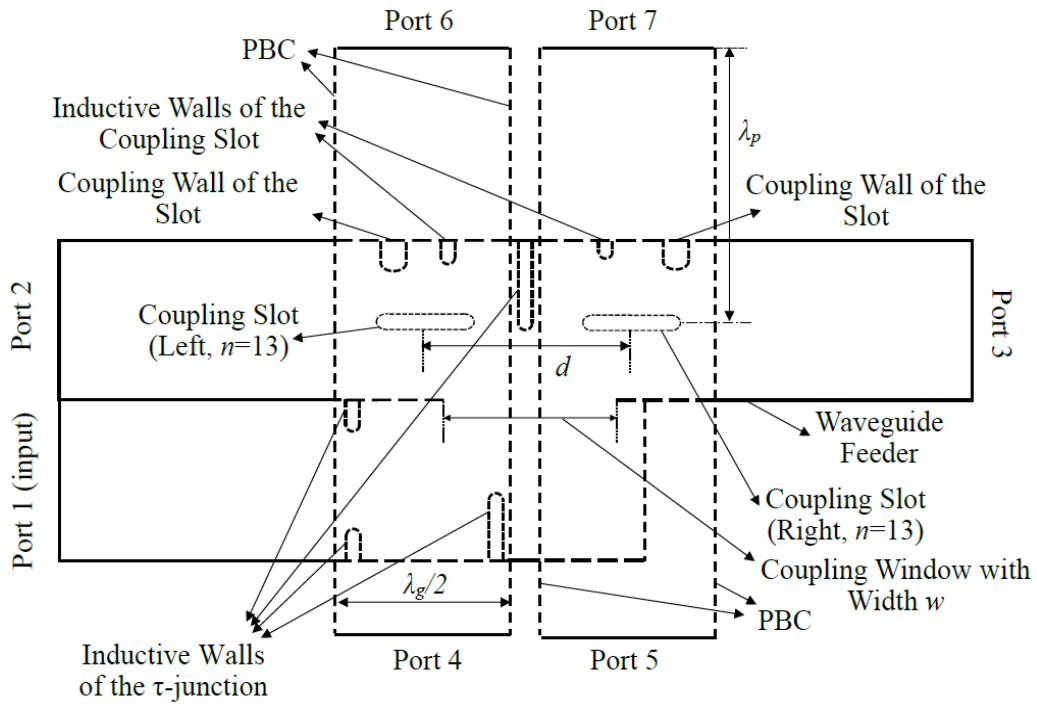 Port 6
Port 7
PBC
Inductive Walls of the
Coupling Slot
λp
Coupling Wall of the
Slot
Coupling Wall of the
Slot
Port 2
Coupling Slot
(Left, n=13)
d
Port 3
Port 1 (input)
Waveguide
Feeder
Coupling Slot
(Right, n=13)
Coupling Window with
Width w
λg/2
PBC
Inductive Walls
of the τ-junction
Port 4
Port 5